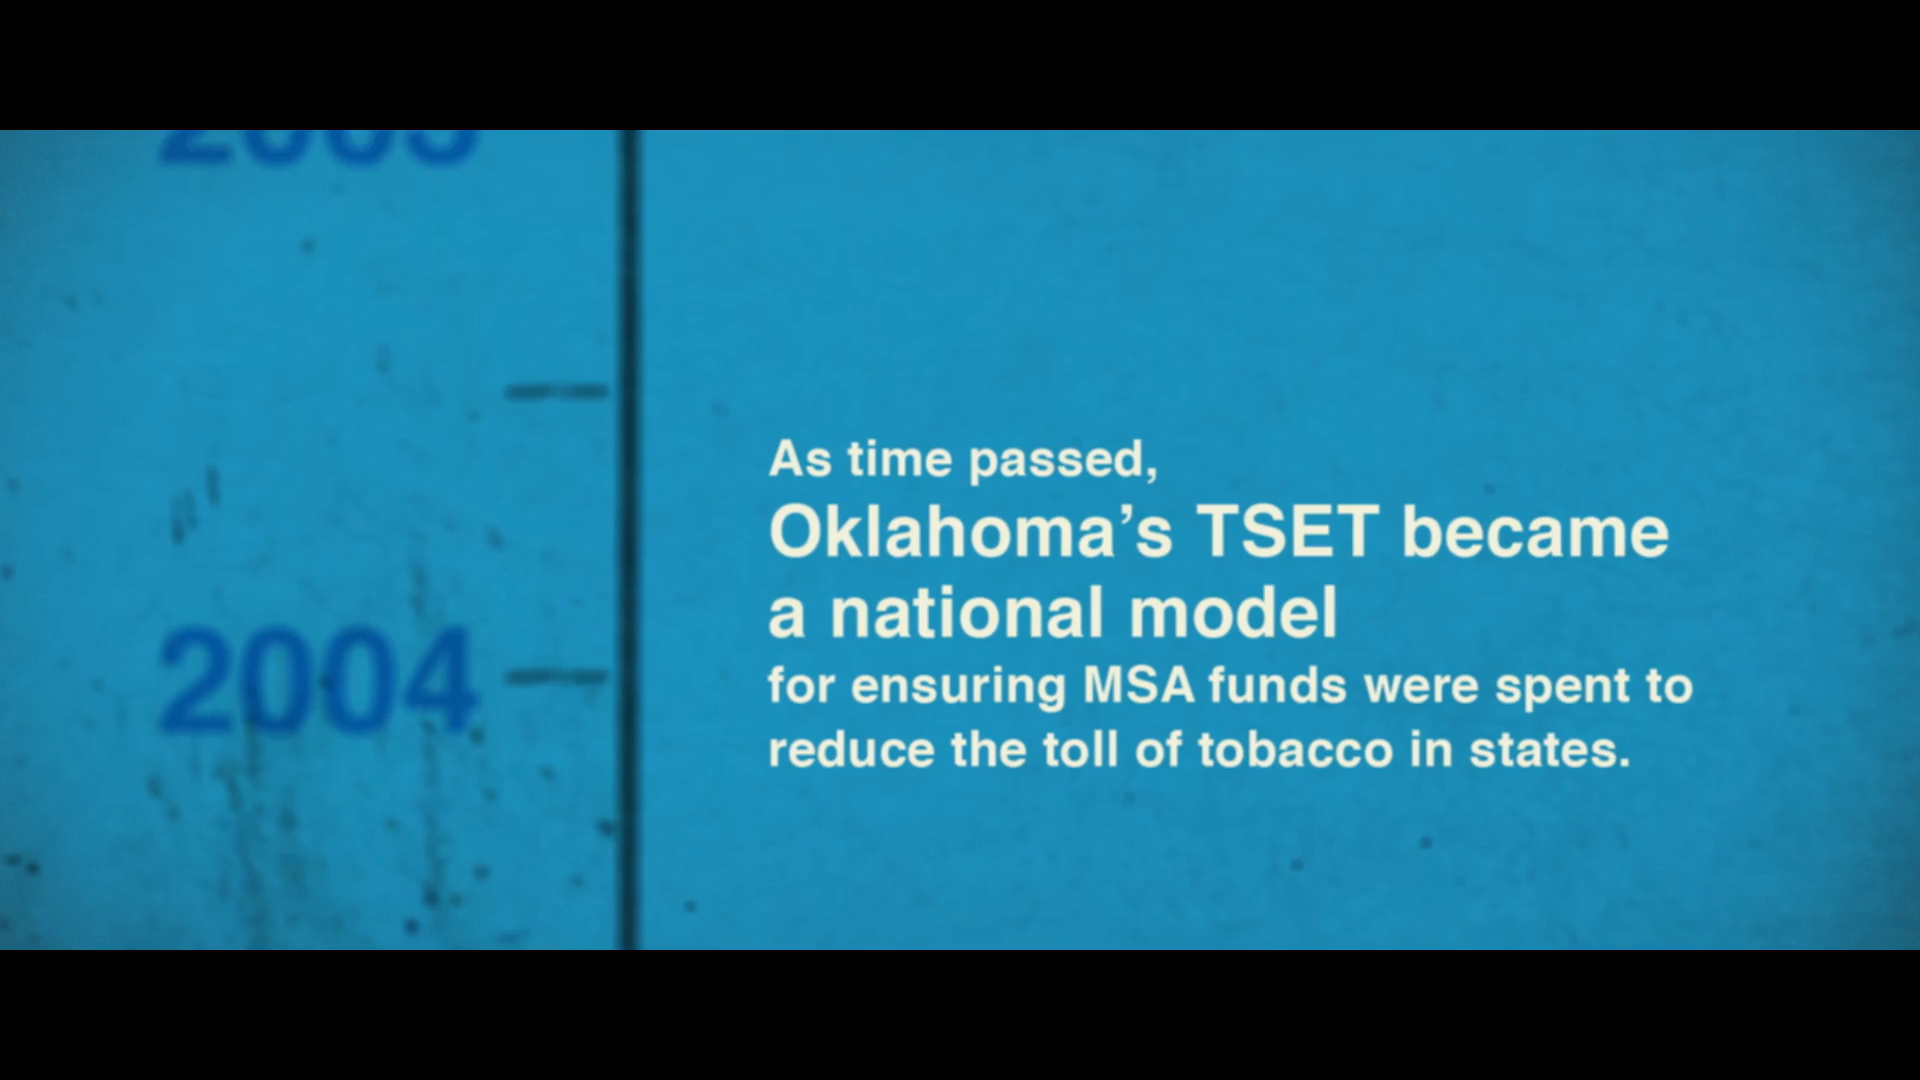 2003
2004
As time passed,
Oklahoma’s TSET became
a national model
for ensuring MSA funds were spent to
reduce the toll of tobacco in states.